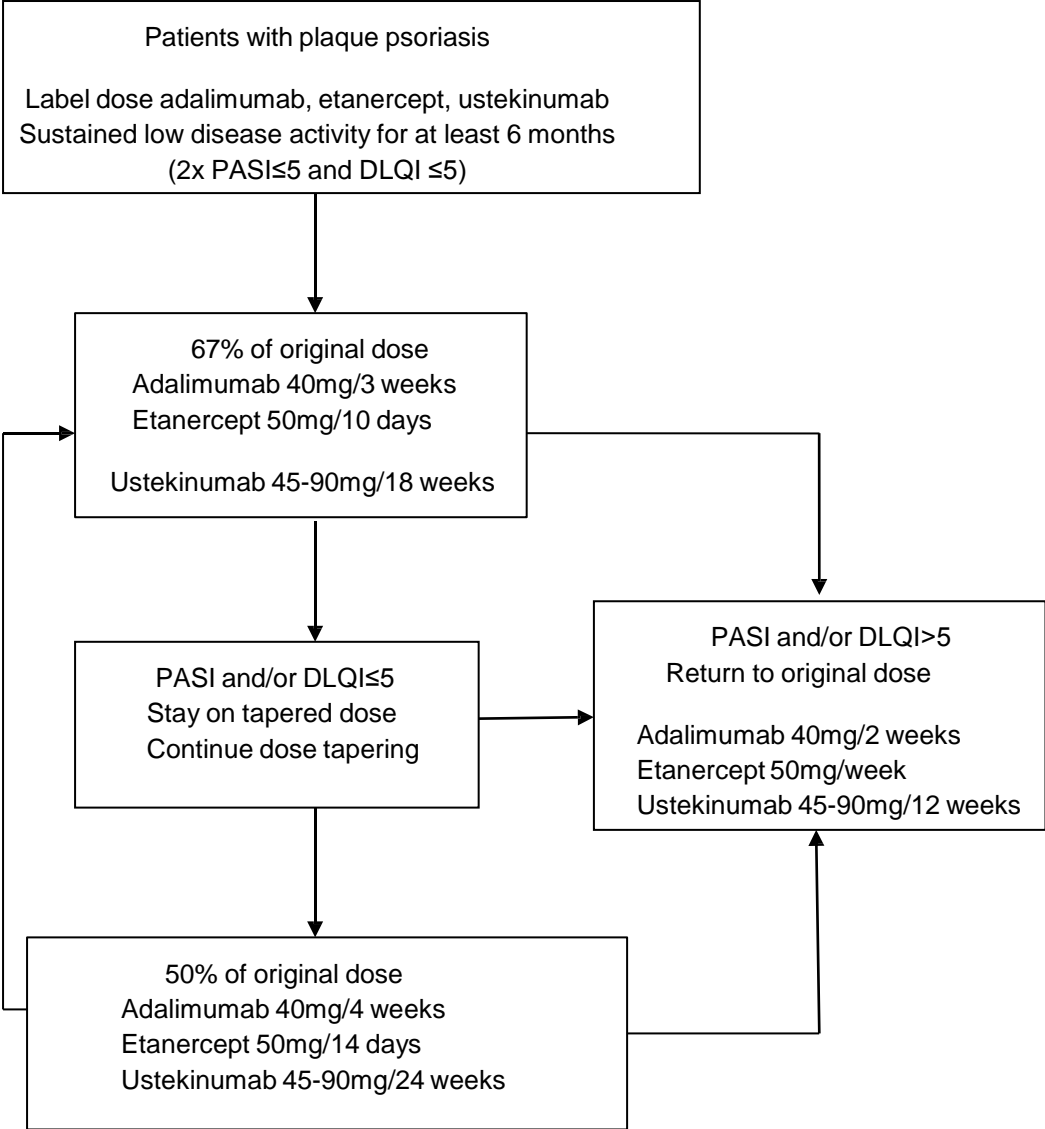 Patients with plaque psoriasis
Label dose adalimumab, etanercept, ustekinumab
Sustained low disease activity for at least 6 months
(2x PASI≤5 and DLQI ≤5)
67% of original dose
Adalimumab 40mg/3 weeks
Etanercept 50mg/10 days
Ustekinumab 45-90mg/18 weeks
PASI and/or DLQI≤5
Stay on tapered dose
Continue dose tapering
PASI and/or DLQI>5
Return to original dose
Adalimumab 40mg/2 weeks
Etanercept 50mg/week
Ustekinumab 45-90mg/12 weeks
50% of original dose
Adalimumab 40mg/4 weeks
Etanercept 50mg/14 days
Ustekinumab 45-90mg/24 weeks